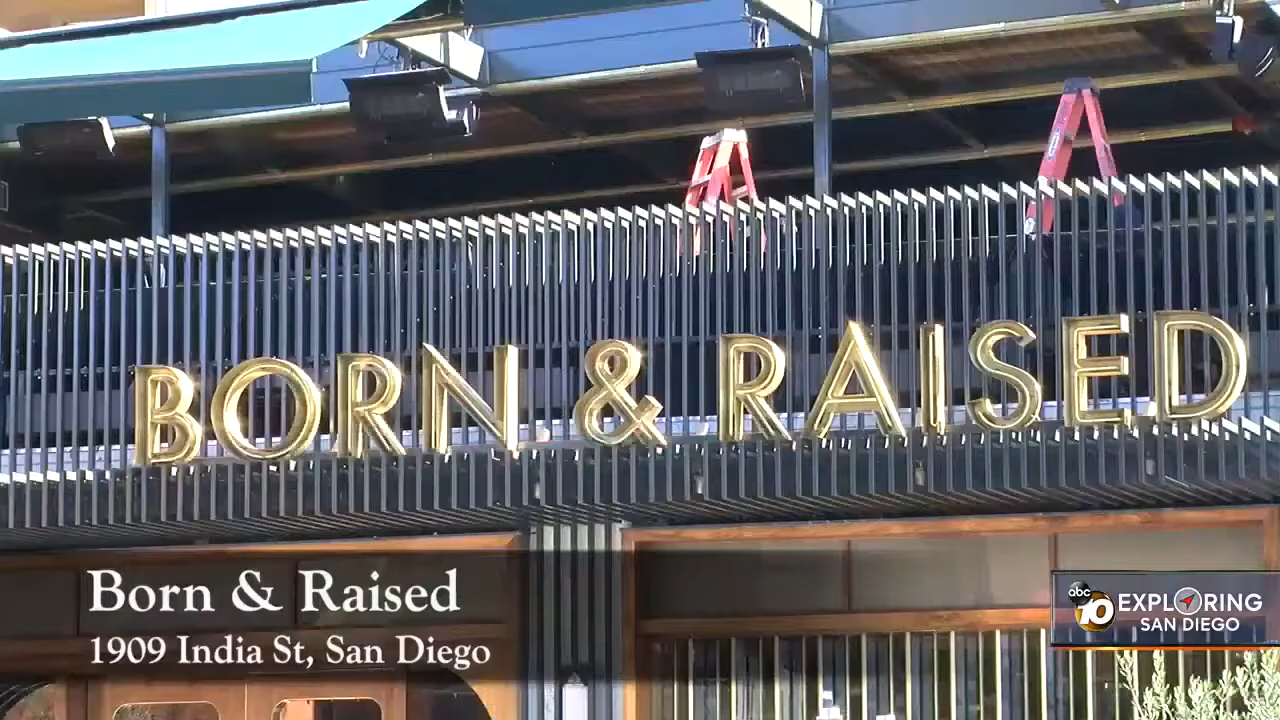 BORN & RAISED
Born & Raised
1909 India St, San Diego
abc 10 EXPLORING
SAN DIEGO